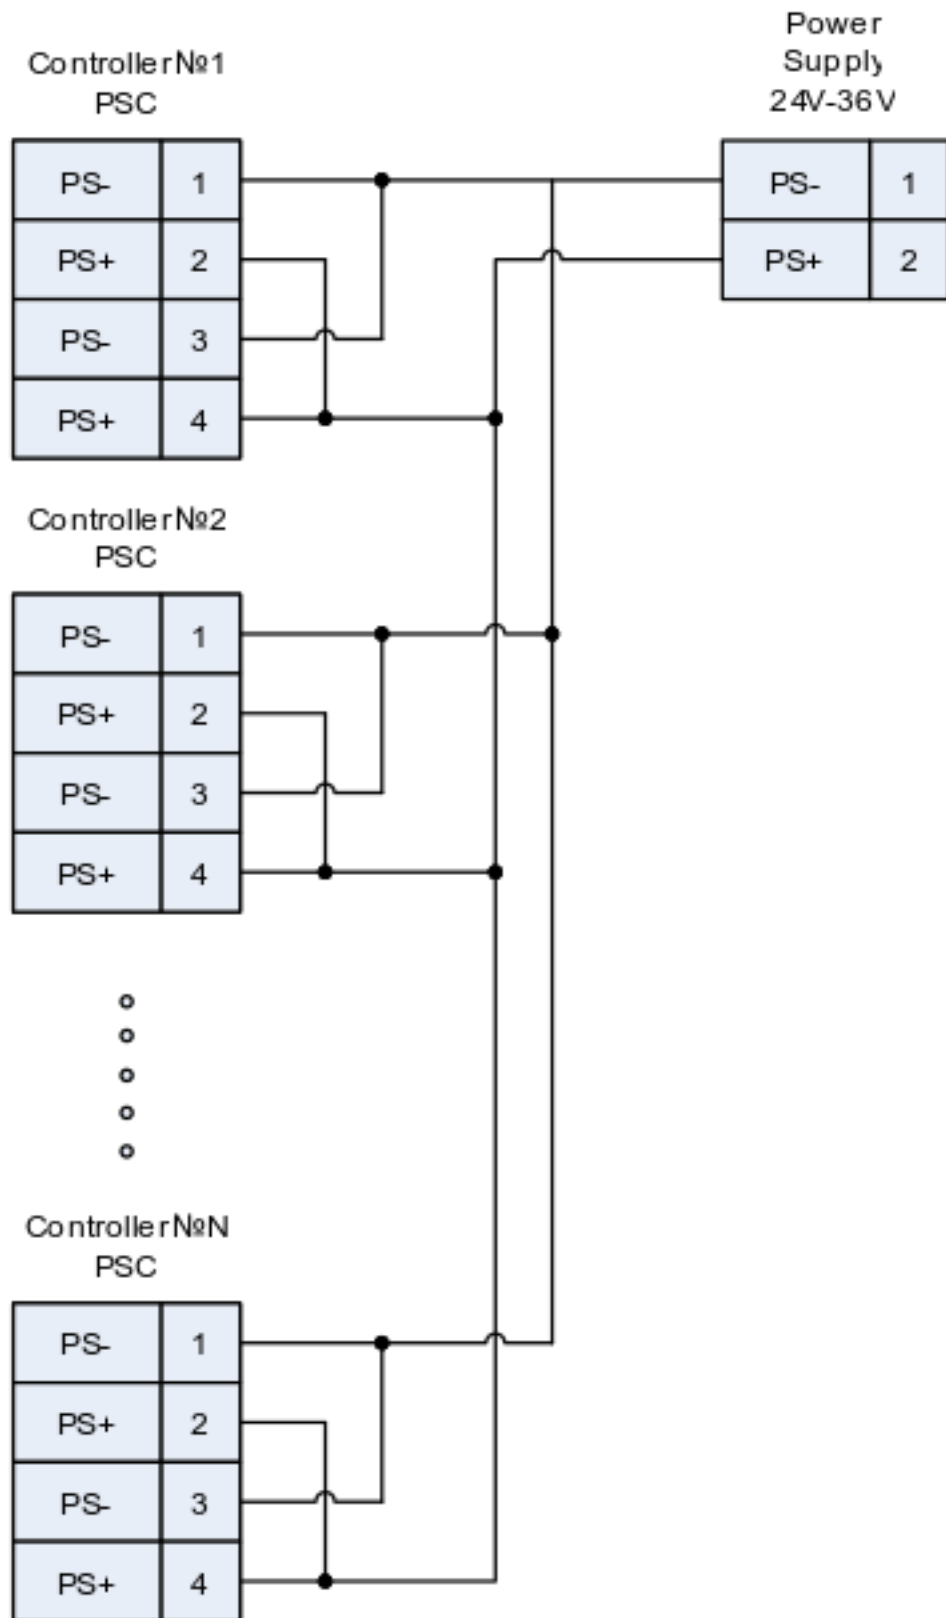 Power
Supply
24V-36V
Controller№1
PSC
PS- 1
PS+ 2
PS- 3
PS+ 4
PS- 1
PS+ 2
Controller№2
PSC
PS- 1
PS+ 2
PS- 3
PS+ 4
Controller№N
PSC
PS- 1
PS+ 2
PS- 3
PS+ 4